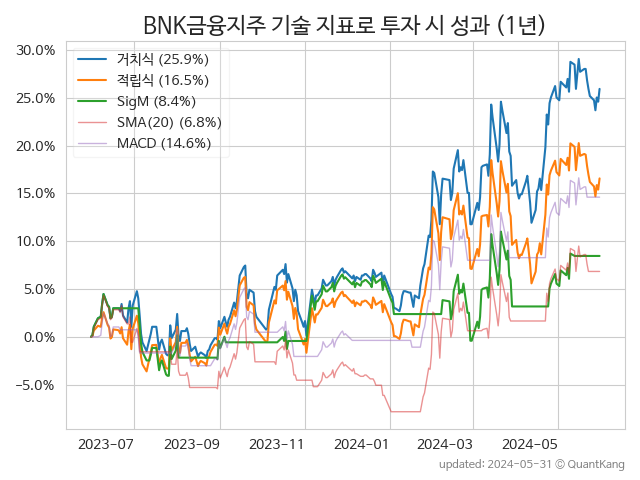 BNK금융지주 기술 지표로 투자 시 성과 (1년)
30.0%
25.0%
20.0%
15.0%
10.0%
5.0%
0.0%
−5.0%
거치식 (25.9%)
적립식 (16.5%)
SigM (8.4%)
SMA(20) (6.8%)
MACD (14.6%)
2023-07 2023-09 2023-11 2024-01 2024-03 2024-05
updated: 2024-05-31 © QuantKang